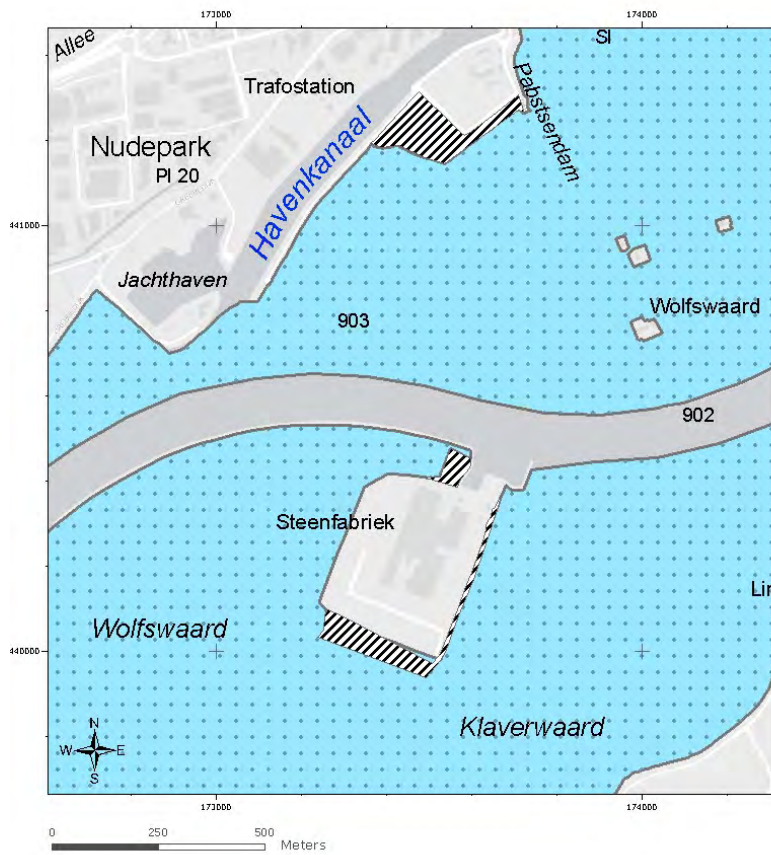 173000
174000
Allee
Sl
Trafostation
Pabstsendam
Nudepark
Pl 20
Havenkanaal
441000
Jachthaven
903
Wolfswaard
902
Steenfabriek
Lin
Wolfswaard
440000
Klaverwaard
N
W E
S
173000
174000
0 250 500
Meters